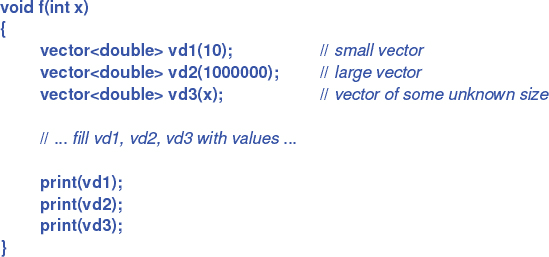 void f(int x)
{
vector<double> vd1(10); // small vector
vector<double> vd2(1000000); // large vector
vector<double> vd3(x); // vector of some unknown size
// ... fill vd1, vd2, vd3 with values ...
print(vd1);
print(vd2);
print(vd3);
}